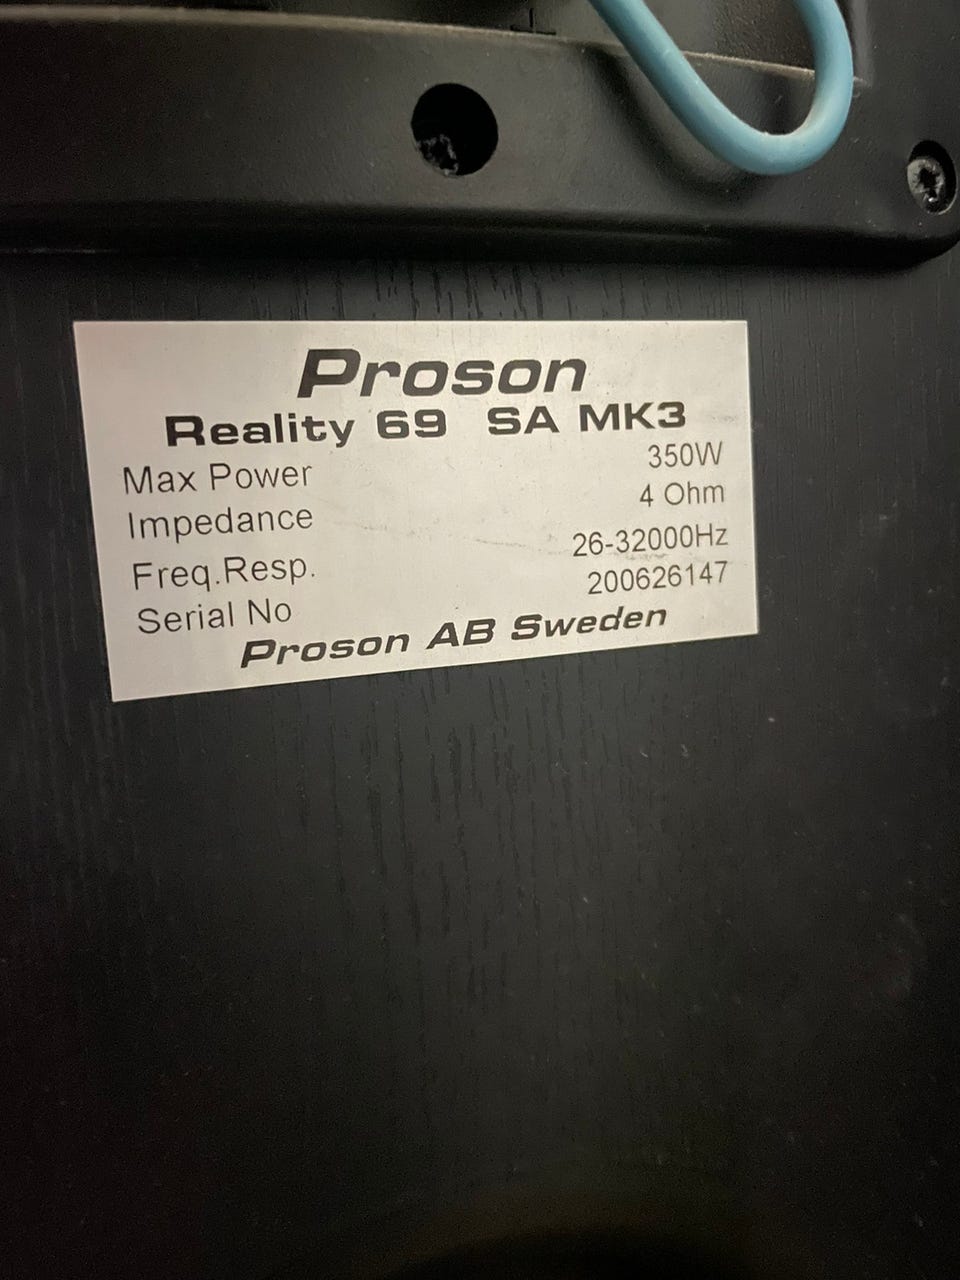 Proson
Reality 69 SA MK3
Max Power 350W
Impedance 4 Ohm
Freq.Resp. 26-32000Hz
Serial No 200626147
Proson AB Sweden